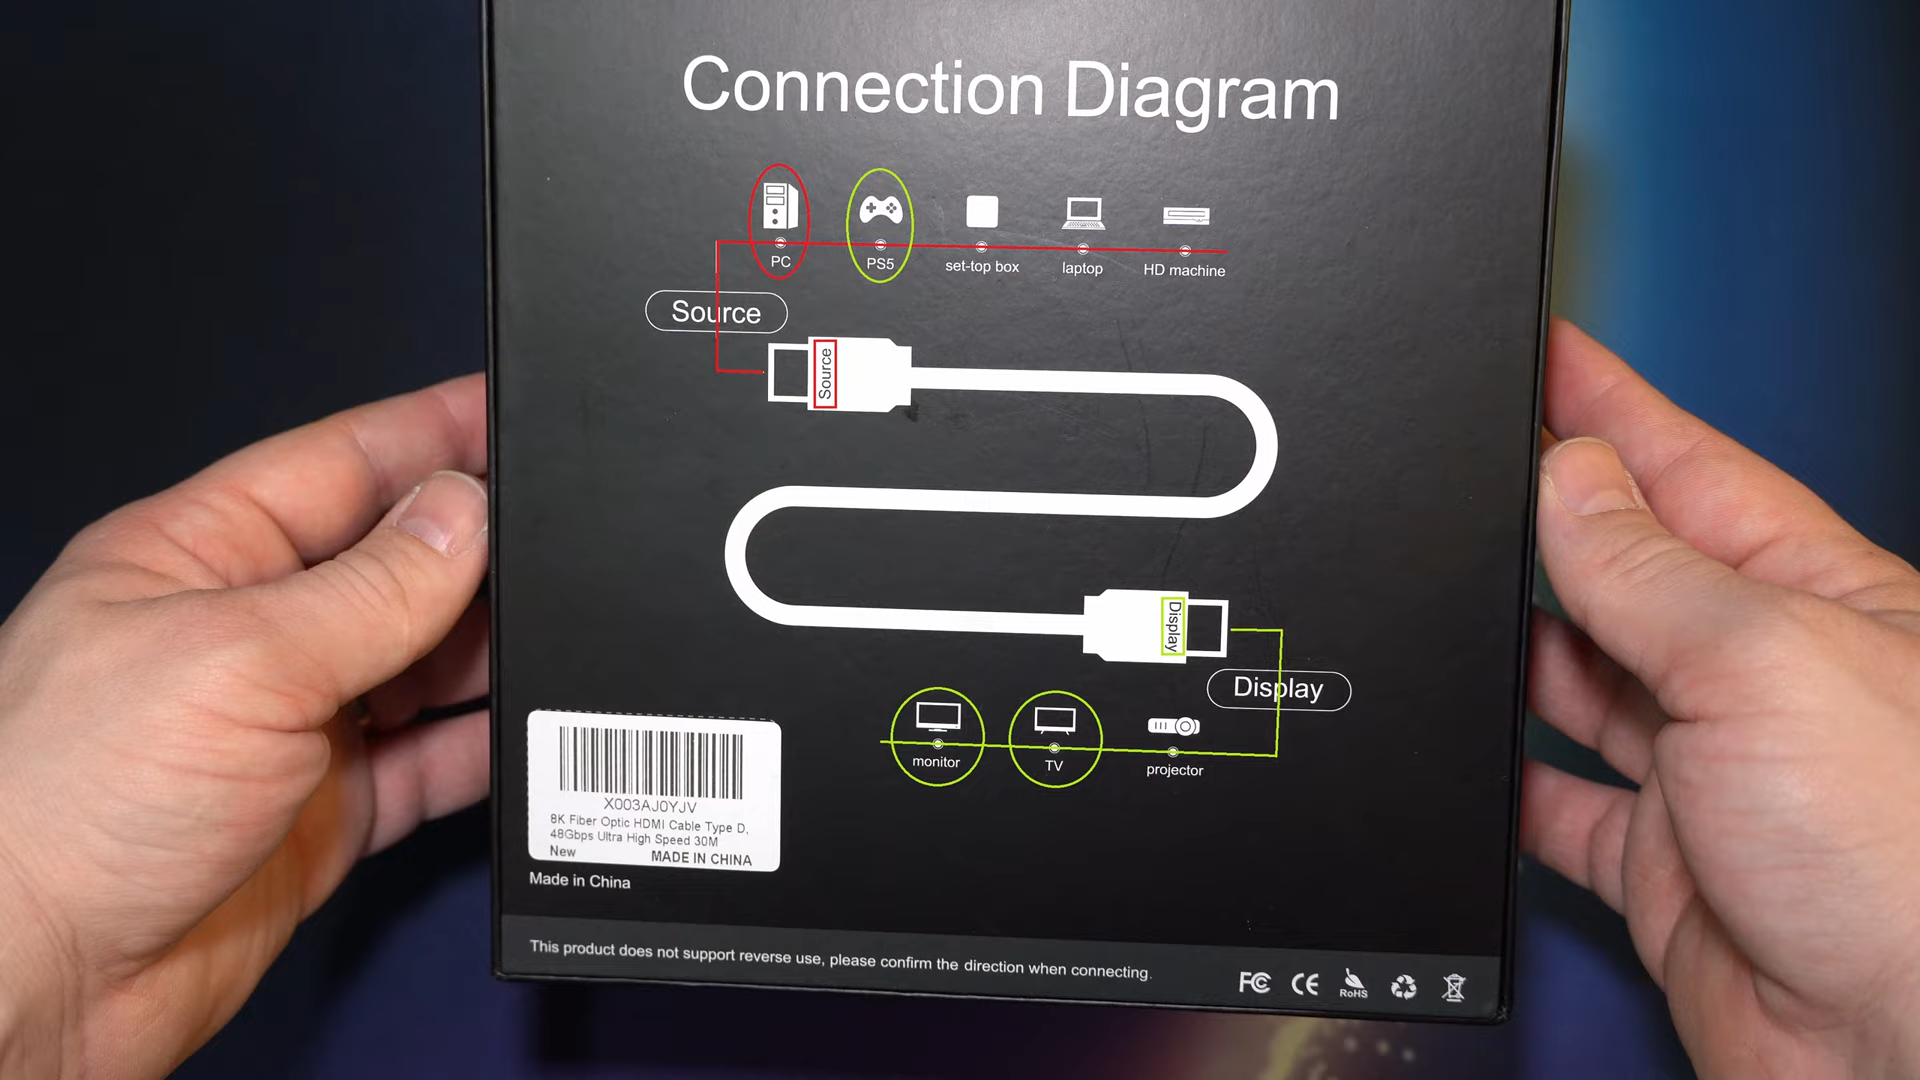 Connection Diagram
PC
PS5
set-top box
laptop
HD machine
Source
Source
Display
Display
monitor
TV
projector
X003AJ0YJV
8K Fiber Optic HDMI Cable Type D,
48Gbps Ultra High Speed 30M
New MADE IN CHINA
Made in China
This product does not support reverse use, please confirm the direction when connecting.
FC CE RoHS